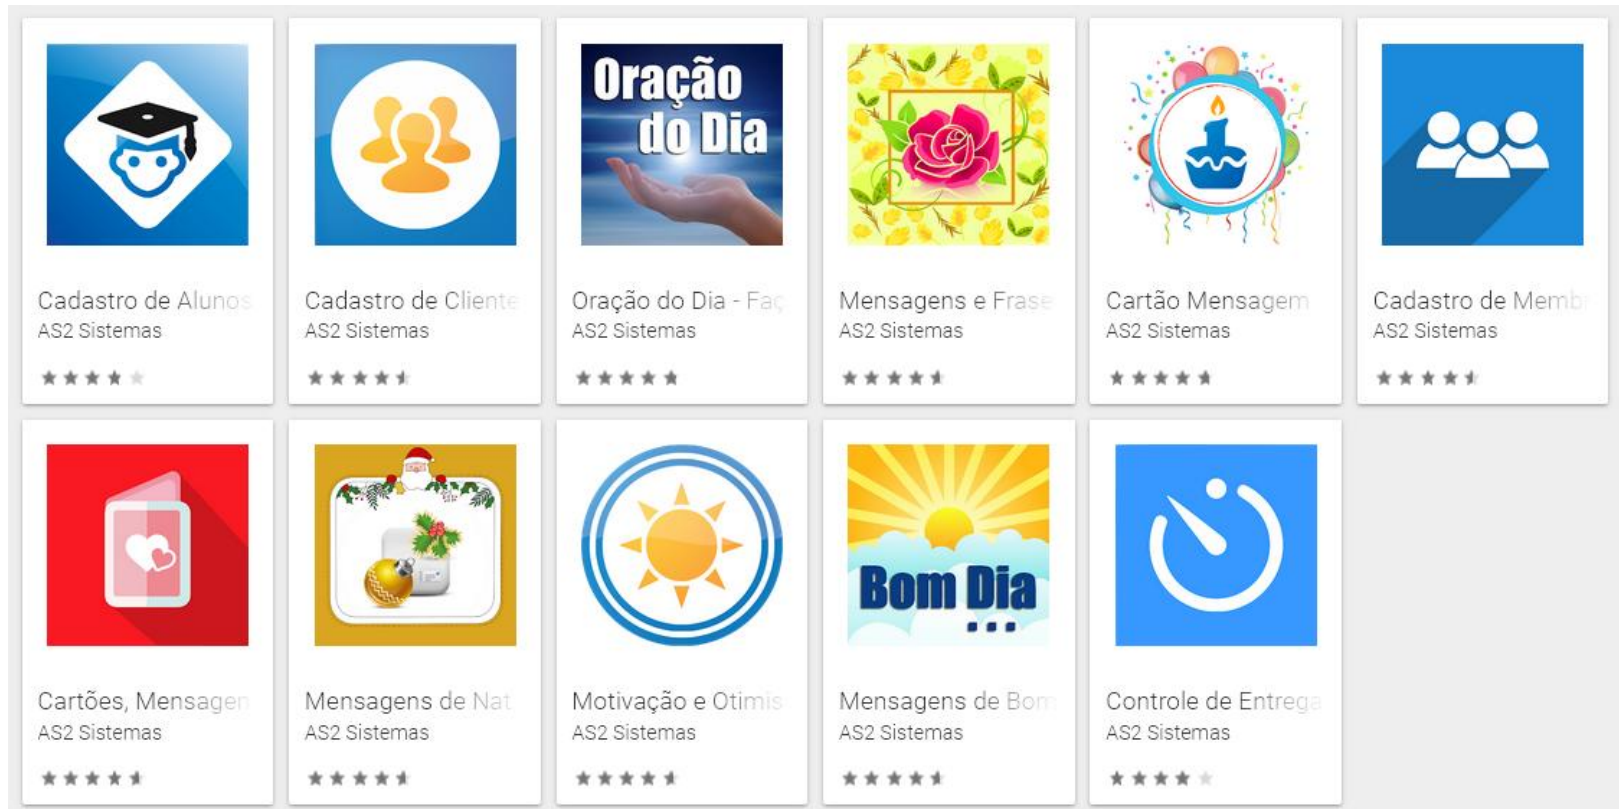 Oração
do Dia
Cadastro de Alunos
AS2 Sistemas
Cadastro de Cliente
AS2 Sistemas
Oração do Dia - Faç
AS2 Sistemas
Mensagens e Frase
AS2 Sistemas
Cartão Mensagem
AS2 Sistemas
Cadastro de Memb
AS2 Sistemas
Bom Dia
...
Cartões, Mensagen
AS2 Sistemas
Mensagens de Nat
AS2 Sistemas
Motivação e Otimis
AS2 Sistemas
Mensagens de Bom
AS2 Sistemas
Controle de Entrega
AS2 Sistemas